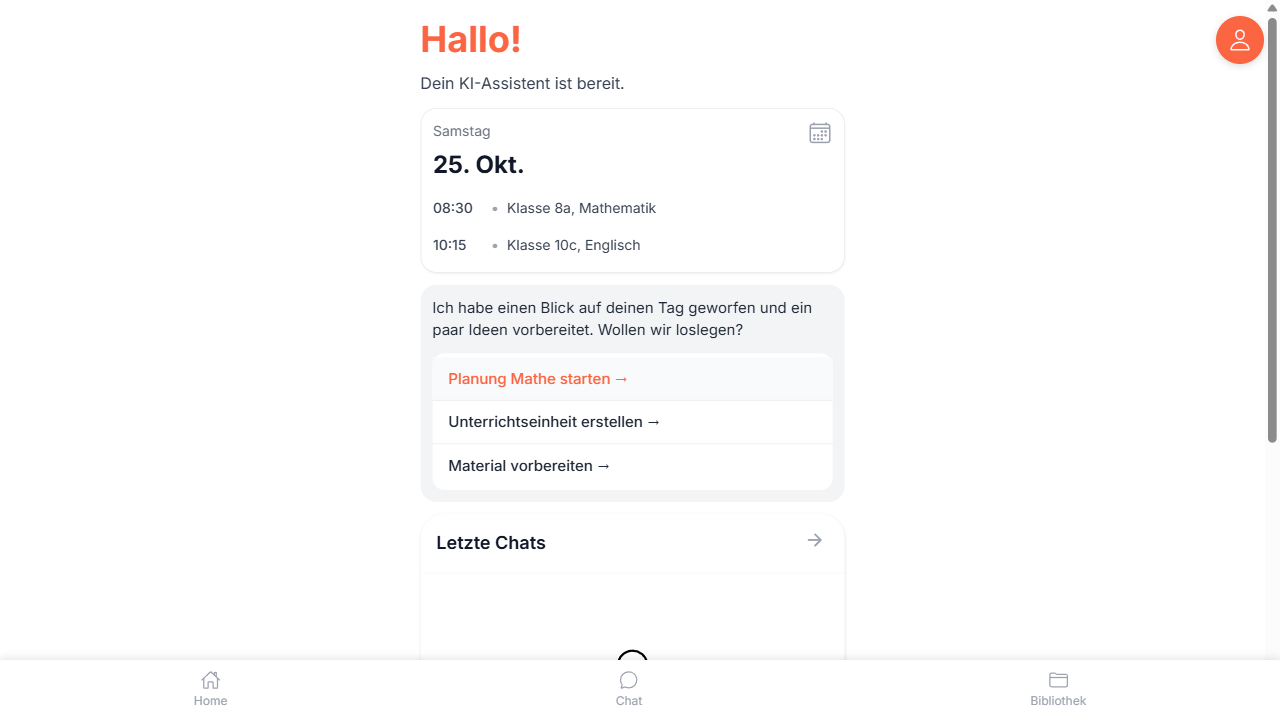 Hallo!
Dein KI-Assistent ist bereit.
Samstag
25. Okt.
08:30 • Klasse 8a, Mathematik
10:15 • Klasse 10c, Englisch
Ich habe einen Blick auf deinen Tag geworfen und ein
paar Ideen vorbereitet. Wollen wir loslegen?
Planung Mathe starten →
Unterrichtseinheit erstellen →
Material vorbereiten →
Letzte Chats
Home
Chat
Bibliothek